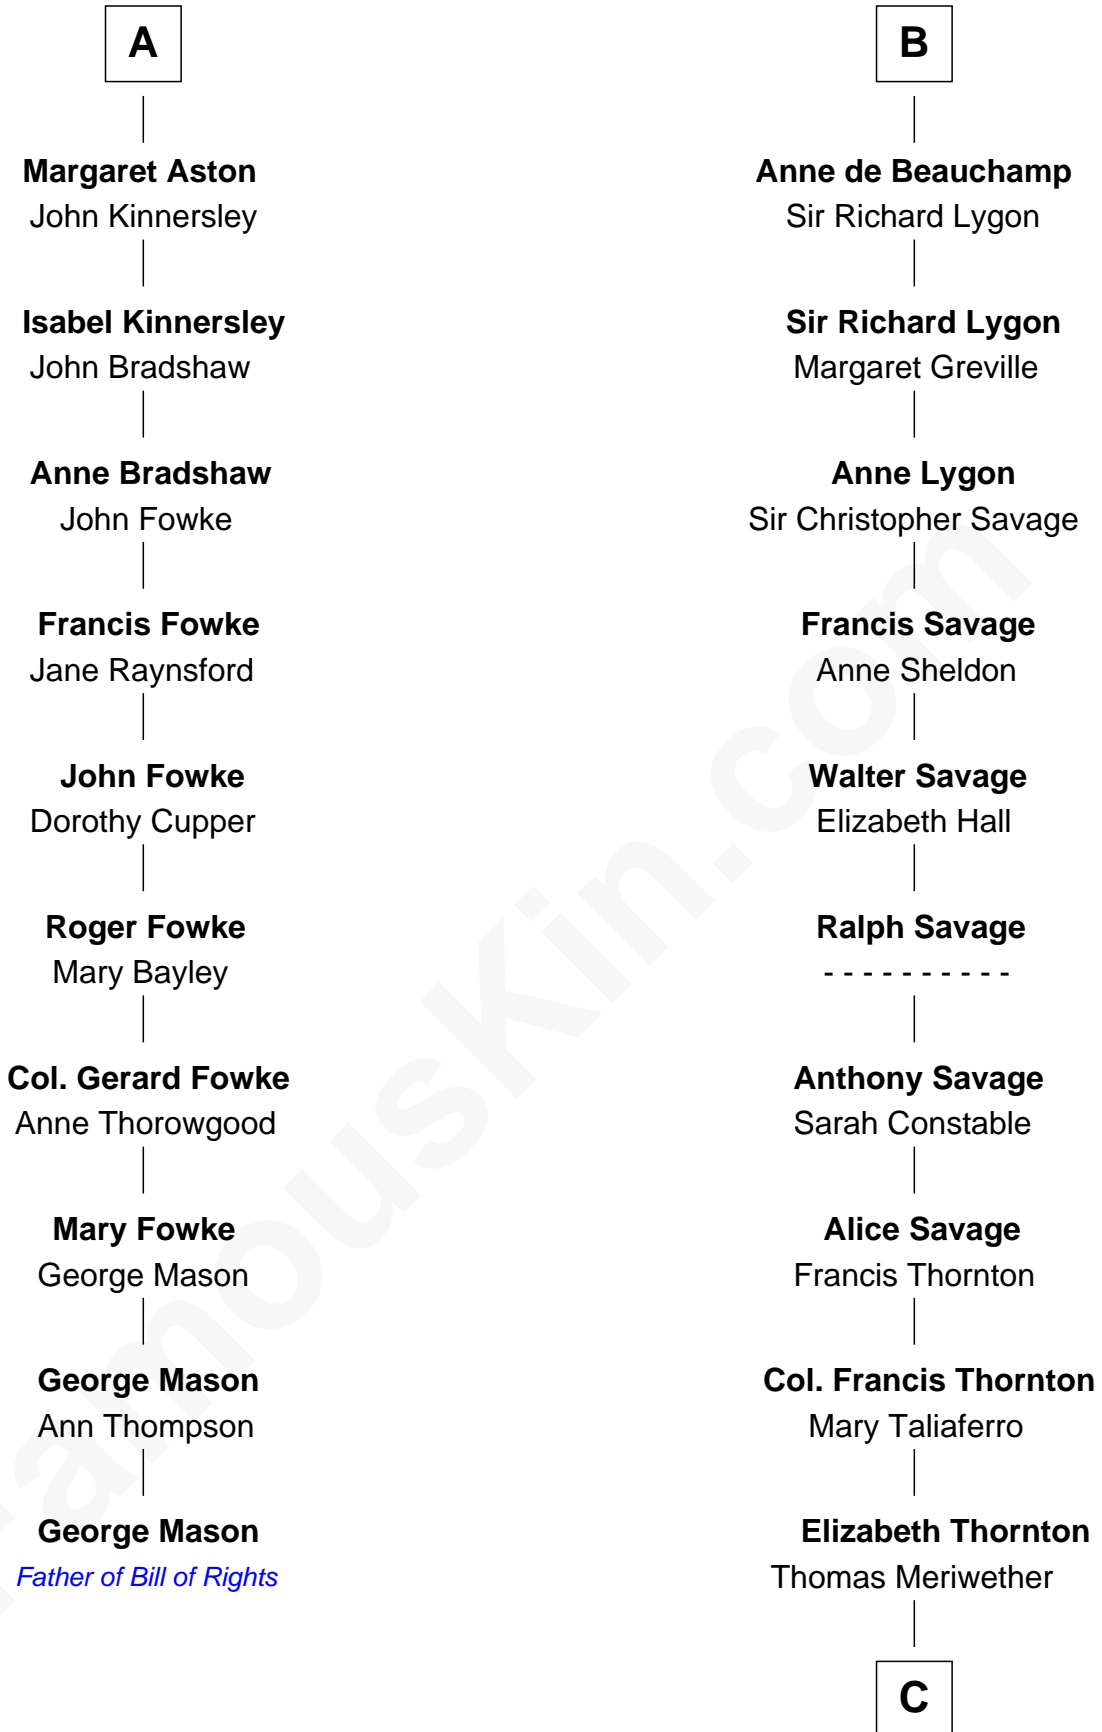 A
Margaret Aston
John Kinnersley
Isabel Kinnersley
John Bradshaw
Anne Bradshaw
John Fowke
Francis Fowke
Jane Raynsford
John Fowke
Dorothy Cupper
Roger Fowke
Mary Bayley
Col. Gerard Fowke
Anne Thorowgood
Mary Fowke
George Mason
George Mason
Ann Thompson
George Mason
Father of Bill of Rights
B
Anne de Beauchamp
Sir Richard Lygon
Sir Richard Lygon
Margaret Greville
Anne Lygon
Sir Christopher Savage
Francis Savage
Anne Sheldon
Walter Savage
Elizabeth Hall
Ralph Savage
- - - - - - - - - -
Anthony Savage
Sarah Constable
Alice Savage
Francis Thornton
Col. Francis Thornton
Mary Taliaferro
Elizabeth Thornton
Thomas Meriwether
C
FamousKin.com